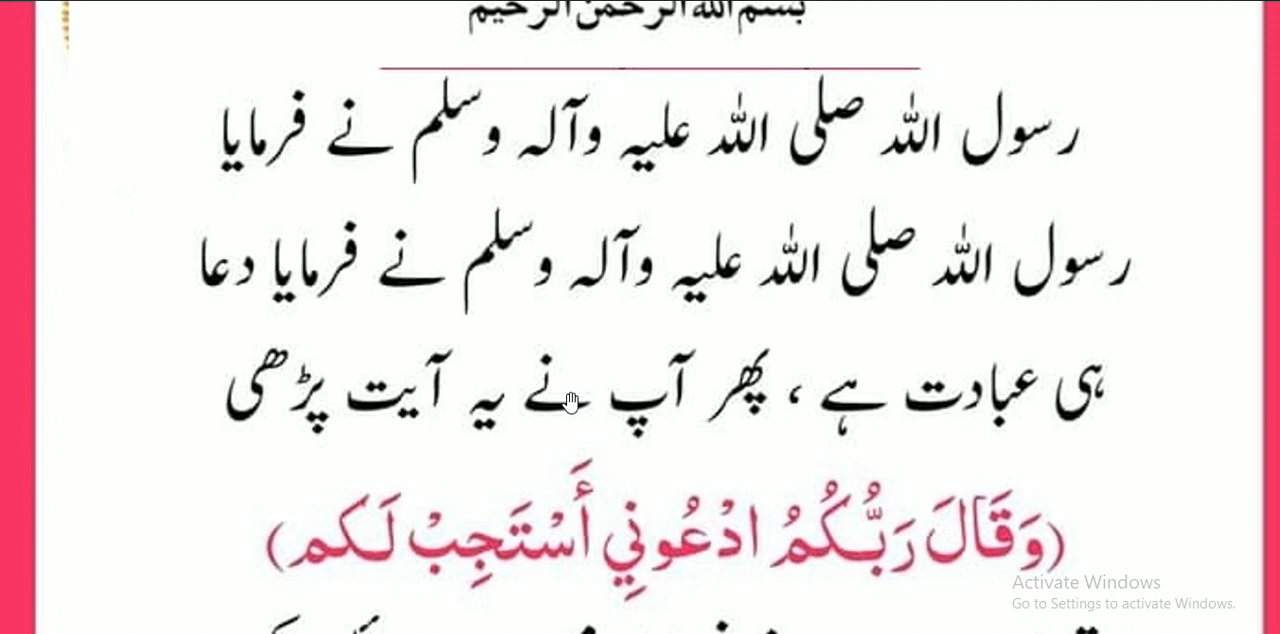 بسم اللہ الرحمن الرحیم
رسول اللہ صلی اللہ علیہ وآلہ وسلم نے فرمایا
رسول اللہ صلی اللہ علیہ وآلہ وسلم نے فرمایا دعا
ہی عبادت ہے ، پھر آپ نے یہ آیت پڑھی
(وَقَالَ رَبُّكُمُ ادْعُونِي أَسْتَجِبْ لَكم)
Activate Windows
Go to Settings to activate Windows.